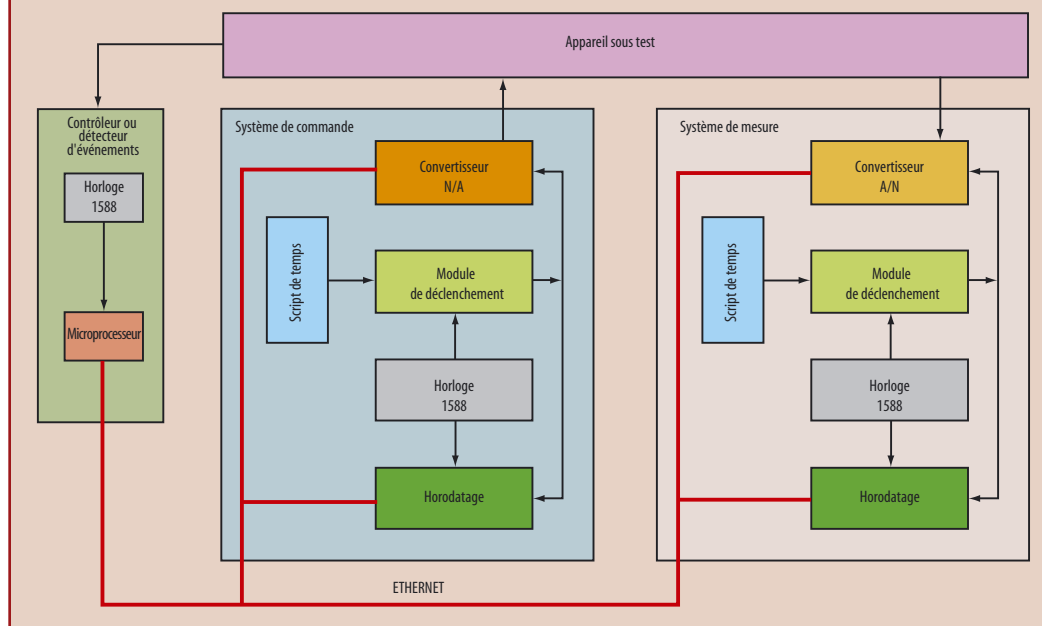 Appareil sous test
Contrôleur ou
détecteur
d'événements
Horloge
1588
Microprocesseur
Système de commande
Convertisseur
N/A
Script de temps
Module
de déclenchement
Horloge
1588
Horodatage
Système de mesure
Convertisseur
A/N
Script de temps
Module
de déclenchement
Horloge
1588
Horodatage
ETHERNET